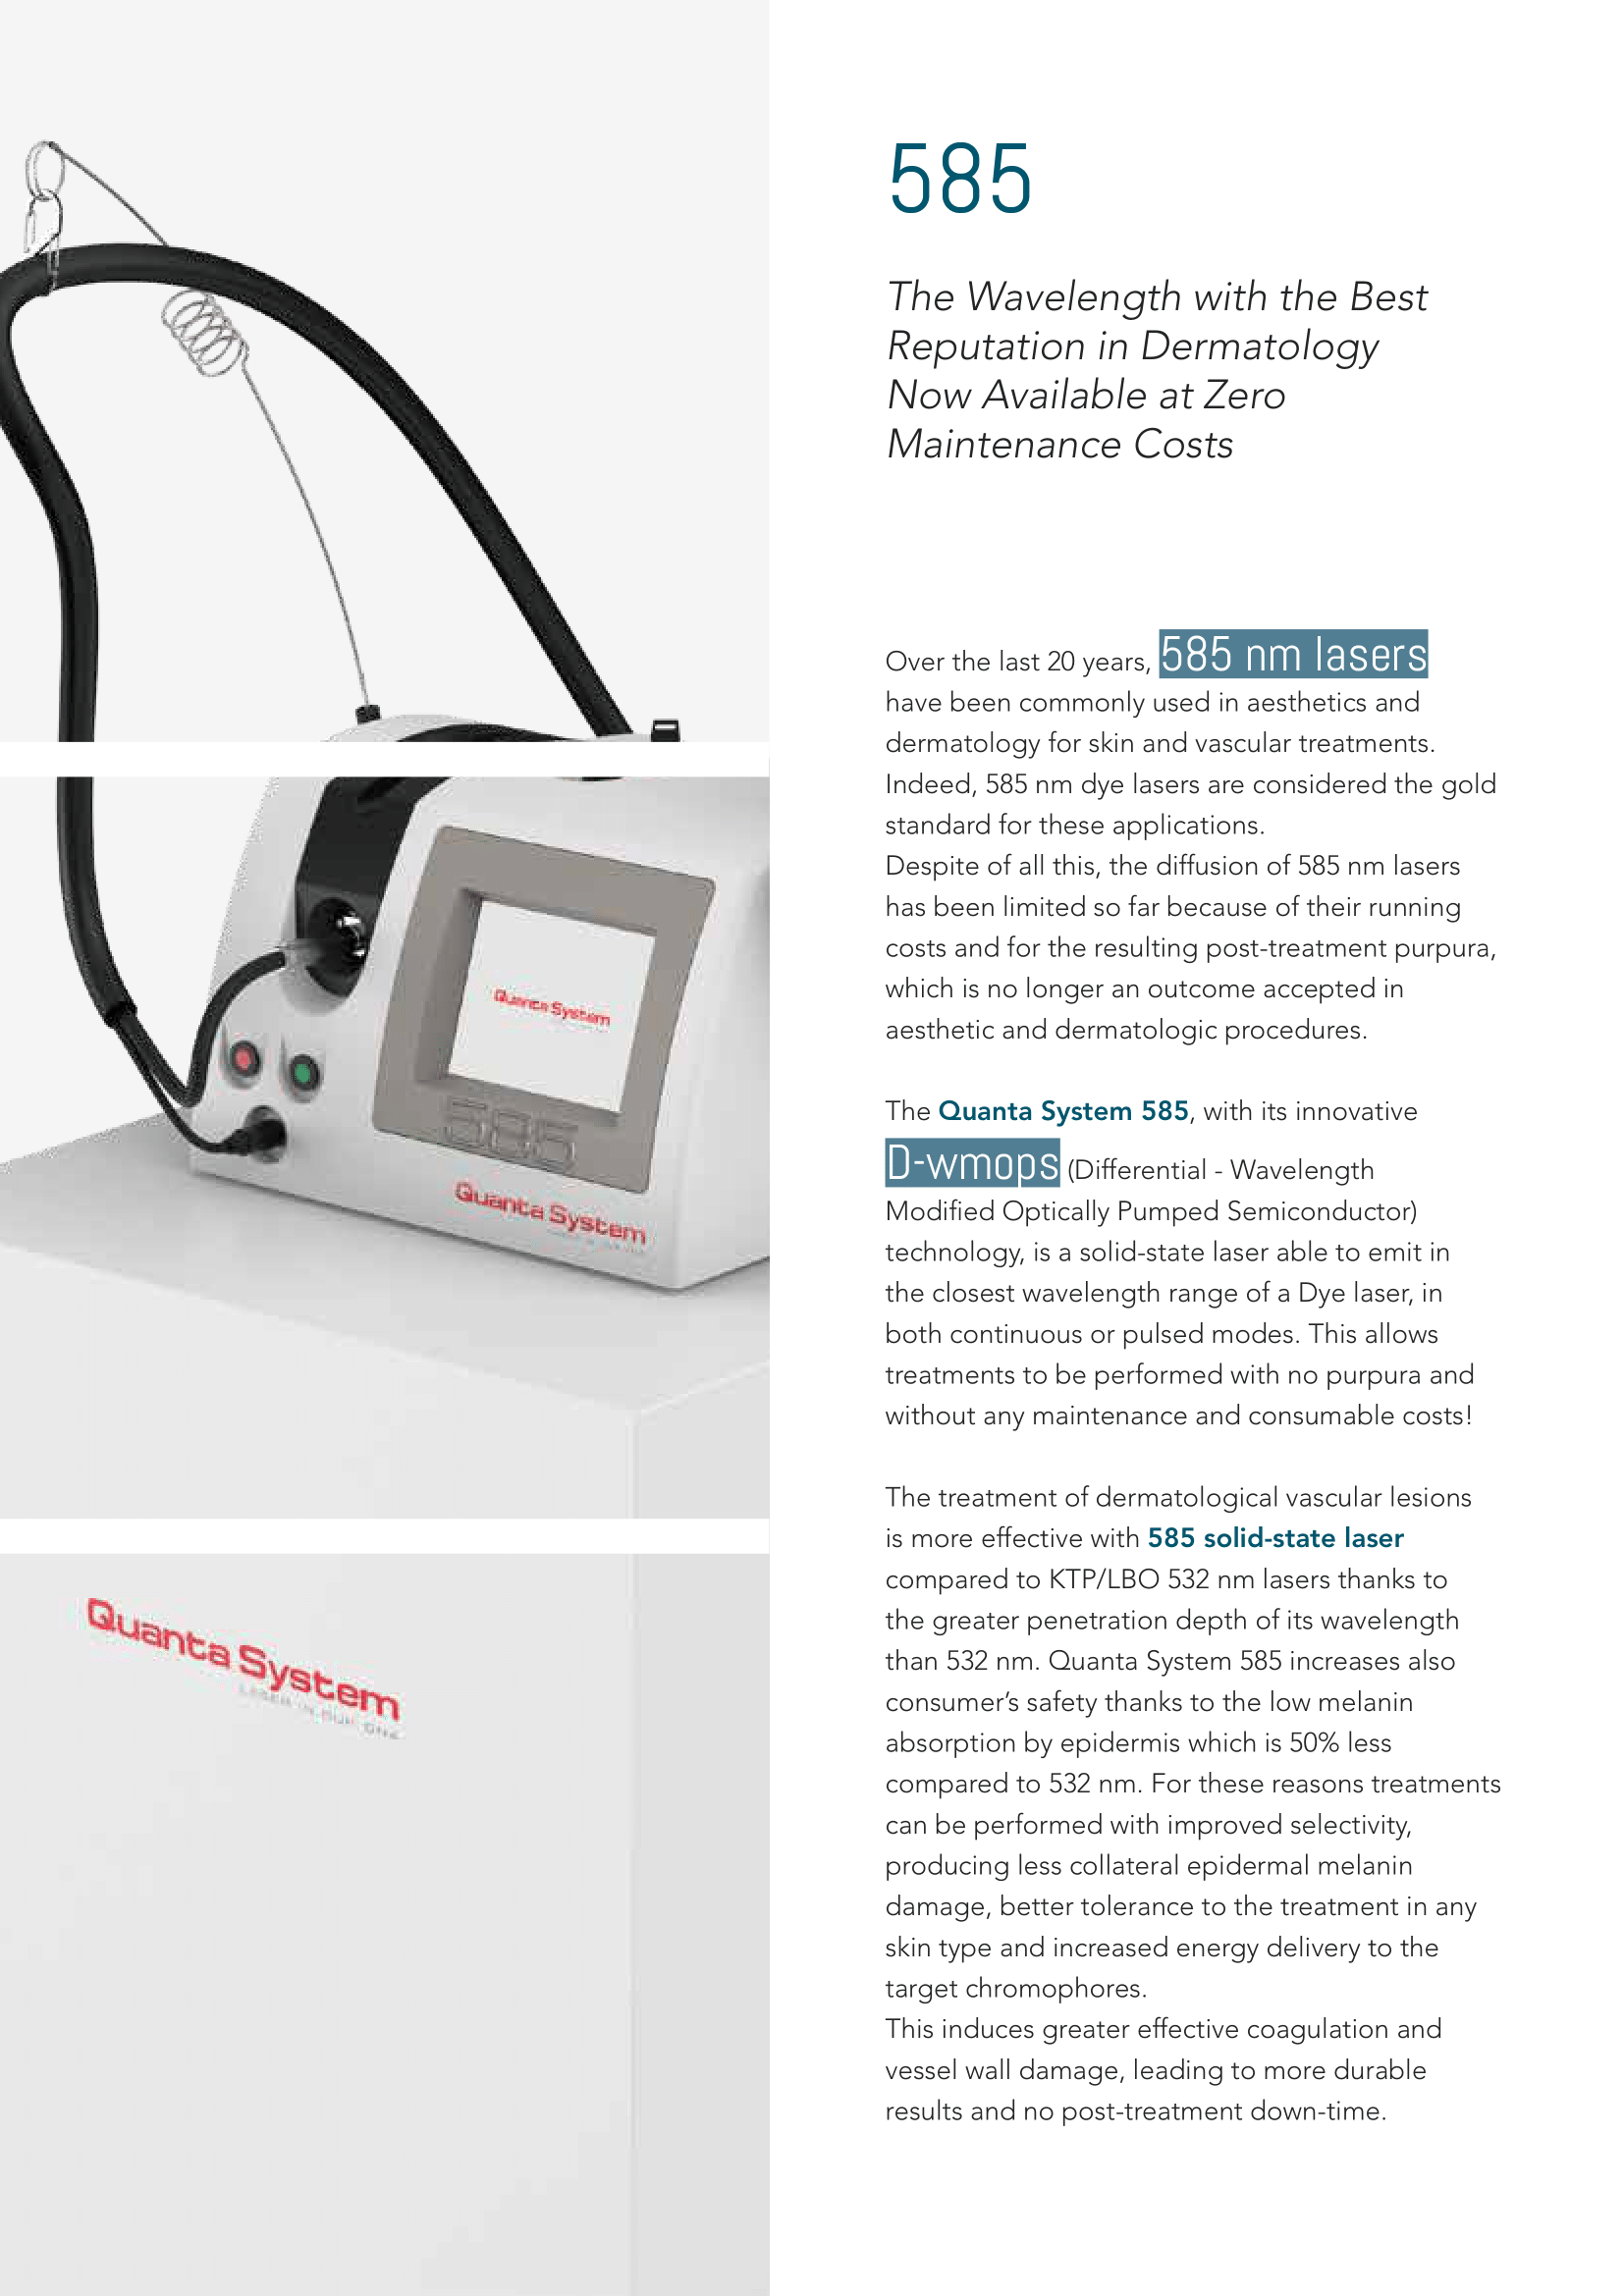 585
The Wavelength with the Best
Reputation in Dermatology
Now Available at Zero
Maintenance Costs
Over the last 20 years, 585 nm lasers
have been commonly used in aesthetics and
dermatology for skin and vascular treatments.
Indeed, 585 nm dye lasers are considered the gold
standard for these applications.
Despite of all this, the diffusion of 585 nm lasers
has been limited so far because of their running
costs and for the resulting post-treatment purpura,
which is no longer an outcome accepted in
aesthetic and dermatologic procedures.
The Quanta System 585, with its innovative
D-wmops (Differential - Wavelength
Modified Optically Pumped Semiconductor)
technology, is a solid-state laser able to emit in
the closest wavelength range of a Dye laser, in
both continuous or pulsed modes. This allows
treatments to be performed with no purpura and
without any maintenance and consumable costs!
The treatment of dermatological vascular lesions
is more effective with 585 solid-state laser
compared to KTP/LBO 532 nm lasers thanks to
the greater penetration depth of its wavelength
than 532 nm. Quanta System 585 increases also
consumer's safety thanks to the low melanin
absorption by epidermis which is 50% less
compared to 532 nm. For these reasons treatments
can be performed with improved selectivity,
producing less collateral epidermal melanin
damage, better tolerance to the treatment in any
skin type and increased energy delivery to the
target chromophores.
This induces greater effective coagulation and
vessel wall damage, leading to more durable
results and no post-treatment down-time.
Quanta System
585
Quanta System
Quanta System
LASER IN OUR DNA